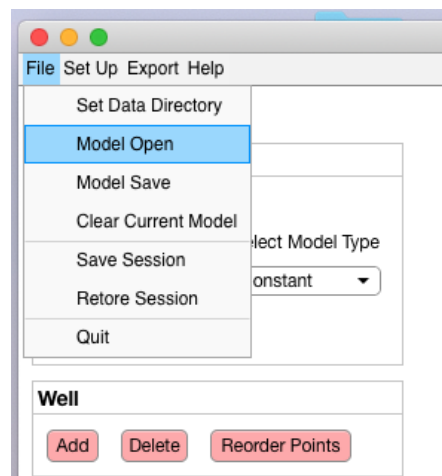 File Set Up Export Help
Set Data Directory
Model Open
Model Save
Clear Current Model
Save Session
Retore Session
Quit
elect Model Type
onstant
Well
Add Delete Reorder Points